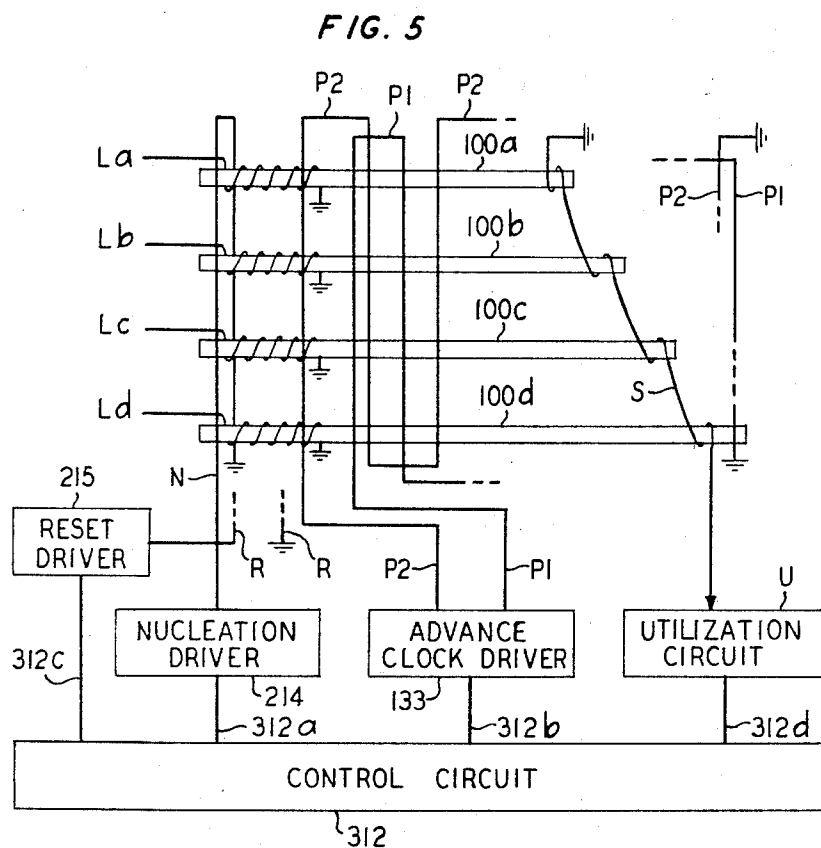 FIG. 5
P2
P1
P2
La
100a
P2
P1
Lb
100b
Lc
100c
S
Ld
100d
N
215
RESET
DRIVER
R
R
P2
P1
U
NUCLEATION
DRIVER
ADVANCE
CLOCK DRIVER
UTILIZATION
CIRCUIT
312c
214
133
312a
312b
312d
CONTROL CIRCUIT
312